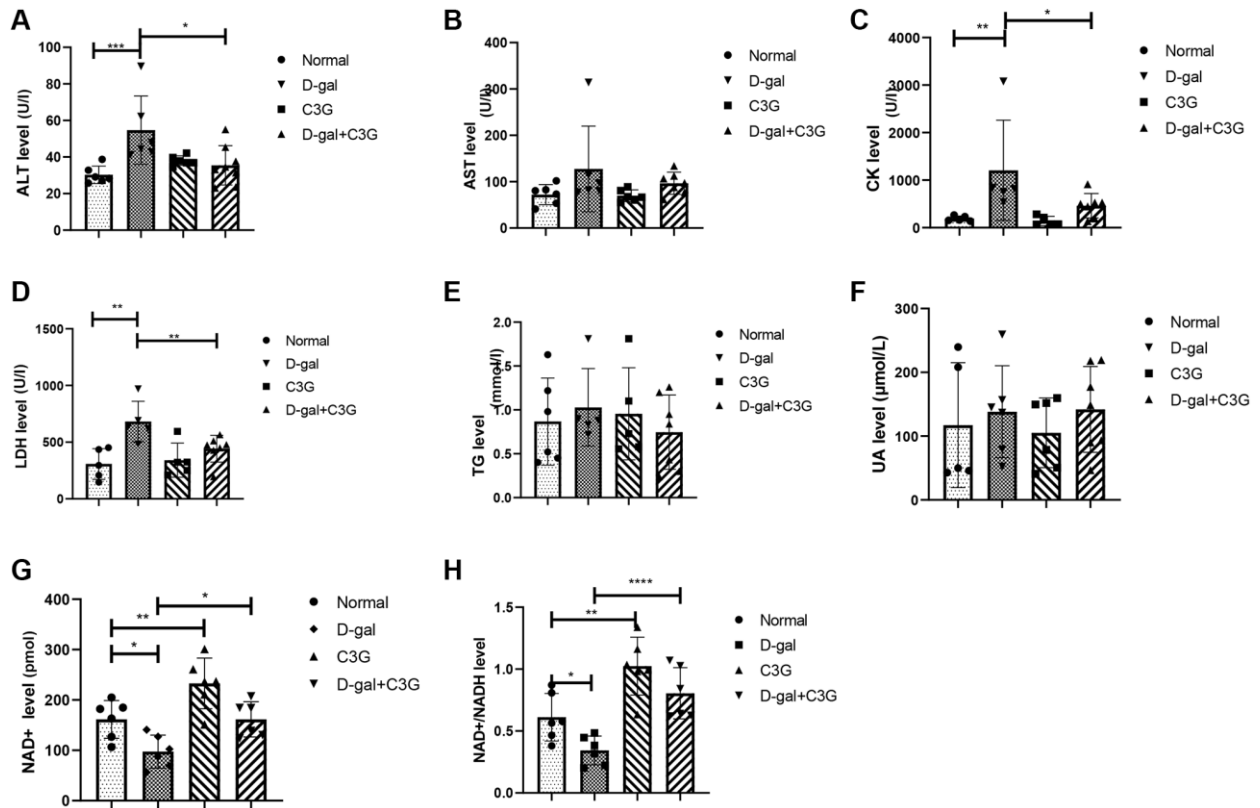 A
ALT level (U/l)
100
80
60
40
20
0
***
*
Normal
D-gal
C3G
D-gal+C3G
B
AST level (U/l)
400
300
200
100
0
Normal
D-gal
C3G
D-gal+C3G
C
CK level (U/l)
4000
3000
2000
1000
0
**
*
Normal
D-gal
C3G
D-gal+C3G
D
LDH level (U/l)
1500
1000
500
0
**
**
Normal
D-gal
C3G
D-gal+C3G
E
TG level (mmol/l)
2.0
1.5
1.0
0.5
0.0
Normal
D-gal
C3G
D-gal+C3G
F
UA level (µmol/L)
300
200
150
100
0
Normal
D-gal
C3G
D-gal+C3G
G
NAD+ level (pmol)
400
300
200
100
0
*
**
*
Normal
D-gal
C3G
D-gal+C3G
H
NAD+/NADH level
1.5
1.0
0.5
0.0
*
**
****
Normal
D-gal
C3G
D-gal+C3G